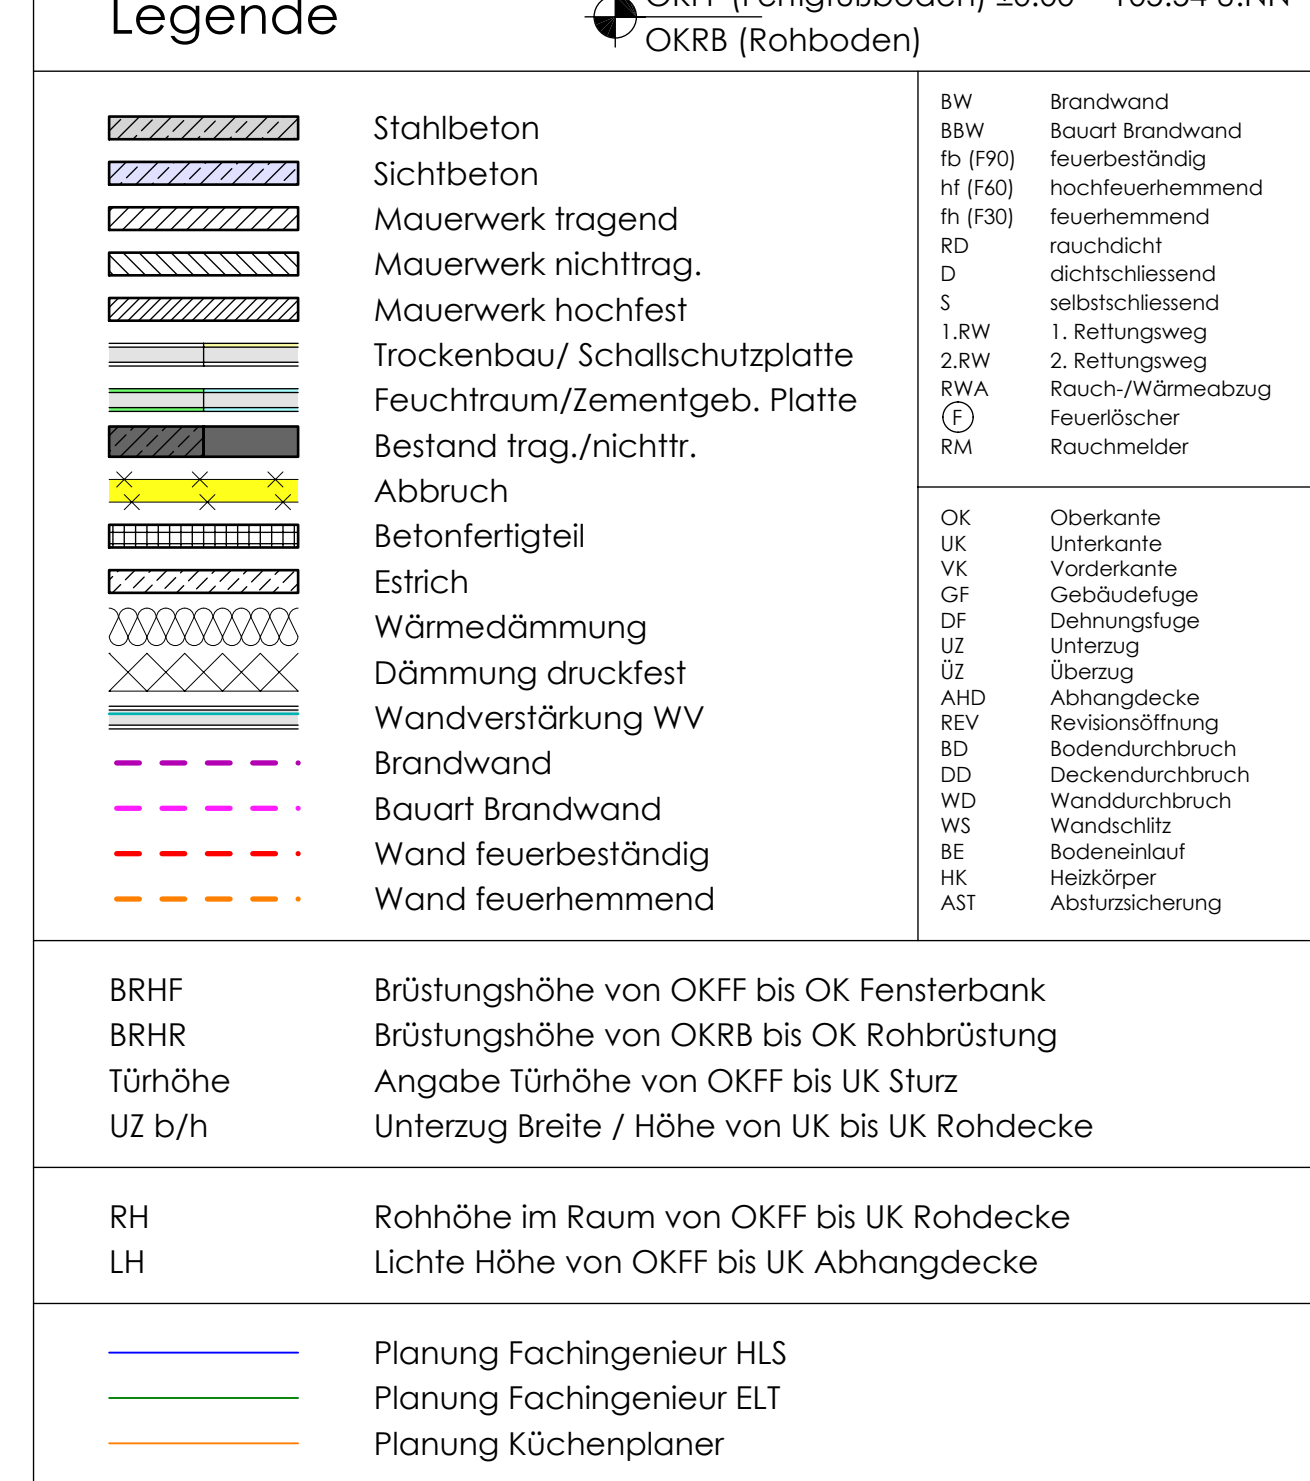 Legende
OKFF (Fertigfußboden) ±0.00
OKRB (Rohboden)
Stahlbeton
Sichtbeton
Mauerwerk tragend
Mauerwerk nichttrag.
Mauerwerk hochfest
Trockenbau/ Schallschutzplatte
Feuchtraum/Zementgeb. Platte
Bestand trag./nichttr.
Abbruch
Betonfertigteil
Estrich
Wärmedämmung
Dämmung druckfest
Wandverstärkung WV
Brandwand
Bauart Brandwand
Wand feuerbeständig
Wand feuerhemmend
BW Brandwand
BBW Bauart Brandwand
fb (F90) feuerbeständig
hf (F60) hochfeuerhemmend
fh (F30) feuerhemmend
RD rauchdicht
D dichtschliessend
S selbstschliessend
1.RW 1. Rettungsweg
2.RW 2. Rettungsweg
RWA Rauch-/Wärmeabzug
F Feuerlöscher
RM Rauchmelder
OK Oberkante
UK Unterkante
VK Vorderkante
GF Gebäudefuge
DF Dehnungsfuge
UZ Unterzug
ÜZ Überzug
AHD Abhangdecke
REV Revisionsöffnung
BD Bodendurchbruch
DD Deckendurchbruch
WD Wanddurchbruch
WS Wandschlitz
BE Bodeneinlauf
HK Heizkörper
AST Absturzsicherung
BRHF Brüstungshöhe von OKFF bis OK Fensterbank
BRHR Brüstungshöhe von OKRB bis OK Rohbrüstung
Türhöhe Angabe Türhöhe von OKFF bis UK Sturz
UZ b/h Unterzug Breite / Höhe von UK bis UK Rohdecke
RH Rohhöhe im Raum von OKFF bis UK Rohdecke
LH Lichte Höhe von OKFF bis UK Abhangdecke
Planung Fachingenieur HLS
Planung Fachingenieur ELT
Planung Küchenplaner